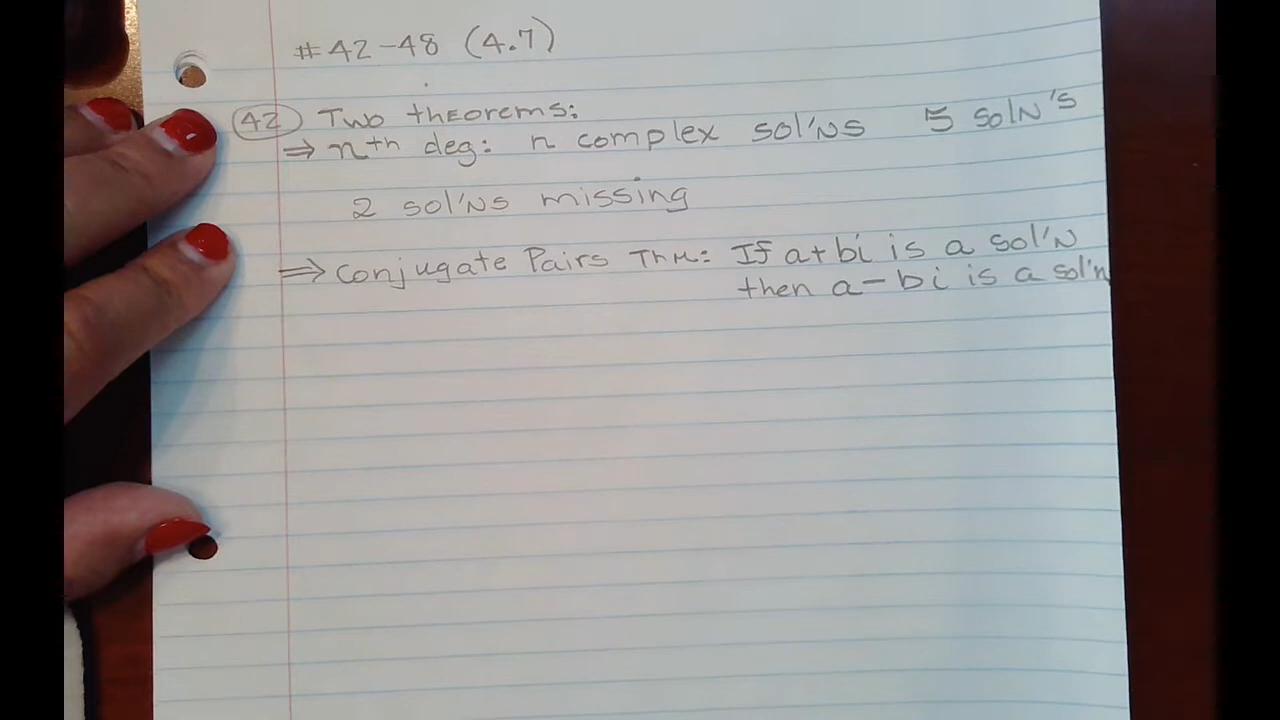 #42-48 (4.7)
42 Two theorems:
⇒ nth deg: n complex sol'ns 5 soln's
2 sol'ns missing
⇒ Conjugate Pairs Thm: If a+bi is a sol'n
then a-bi is a sol'n